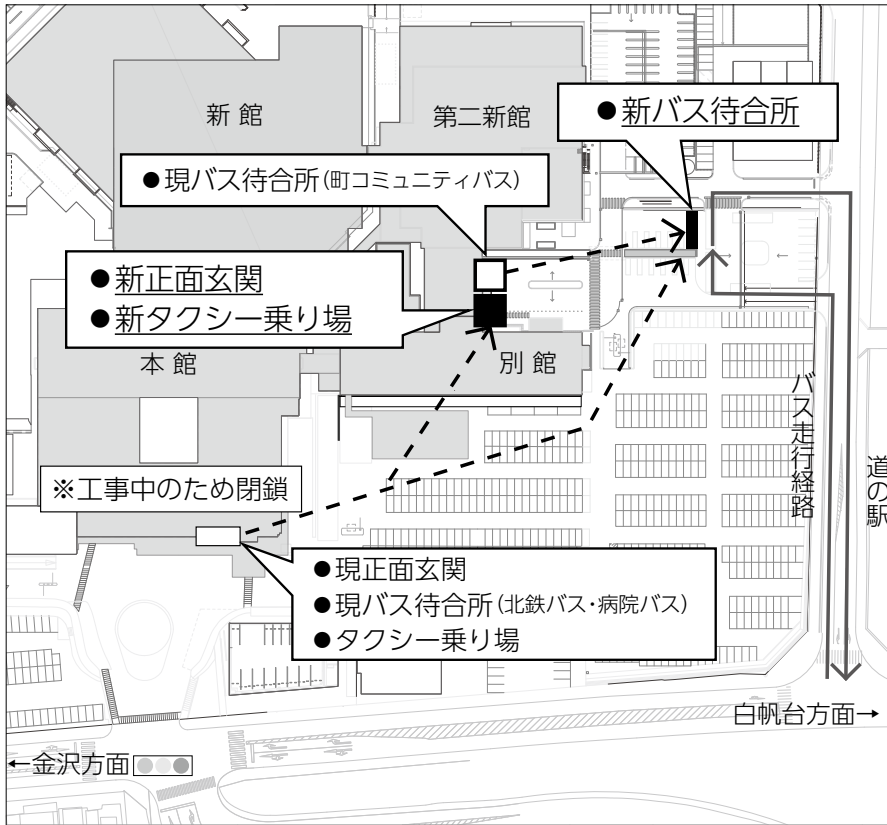 新館
第二新館
●新バス待合所
●現バス待合所(町コミュニティバス)
●新正面玄関
●新タクシー乗り場
本館
別館
バス走行経路
道の駅
※工事中のため閉鎖
●現正面玄関
●現バス待合所(北鉄バス・病院バス)
●タクシー乗り場
白帆台方面→
←金沢方面